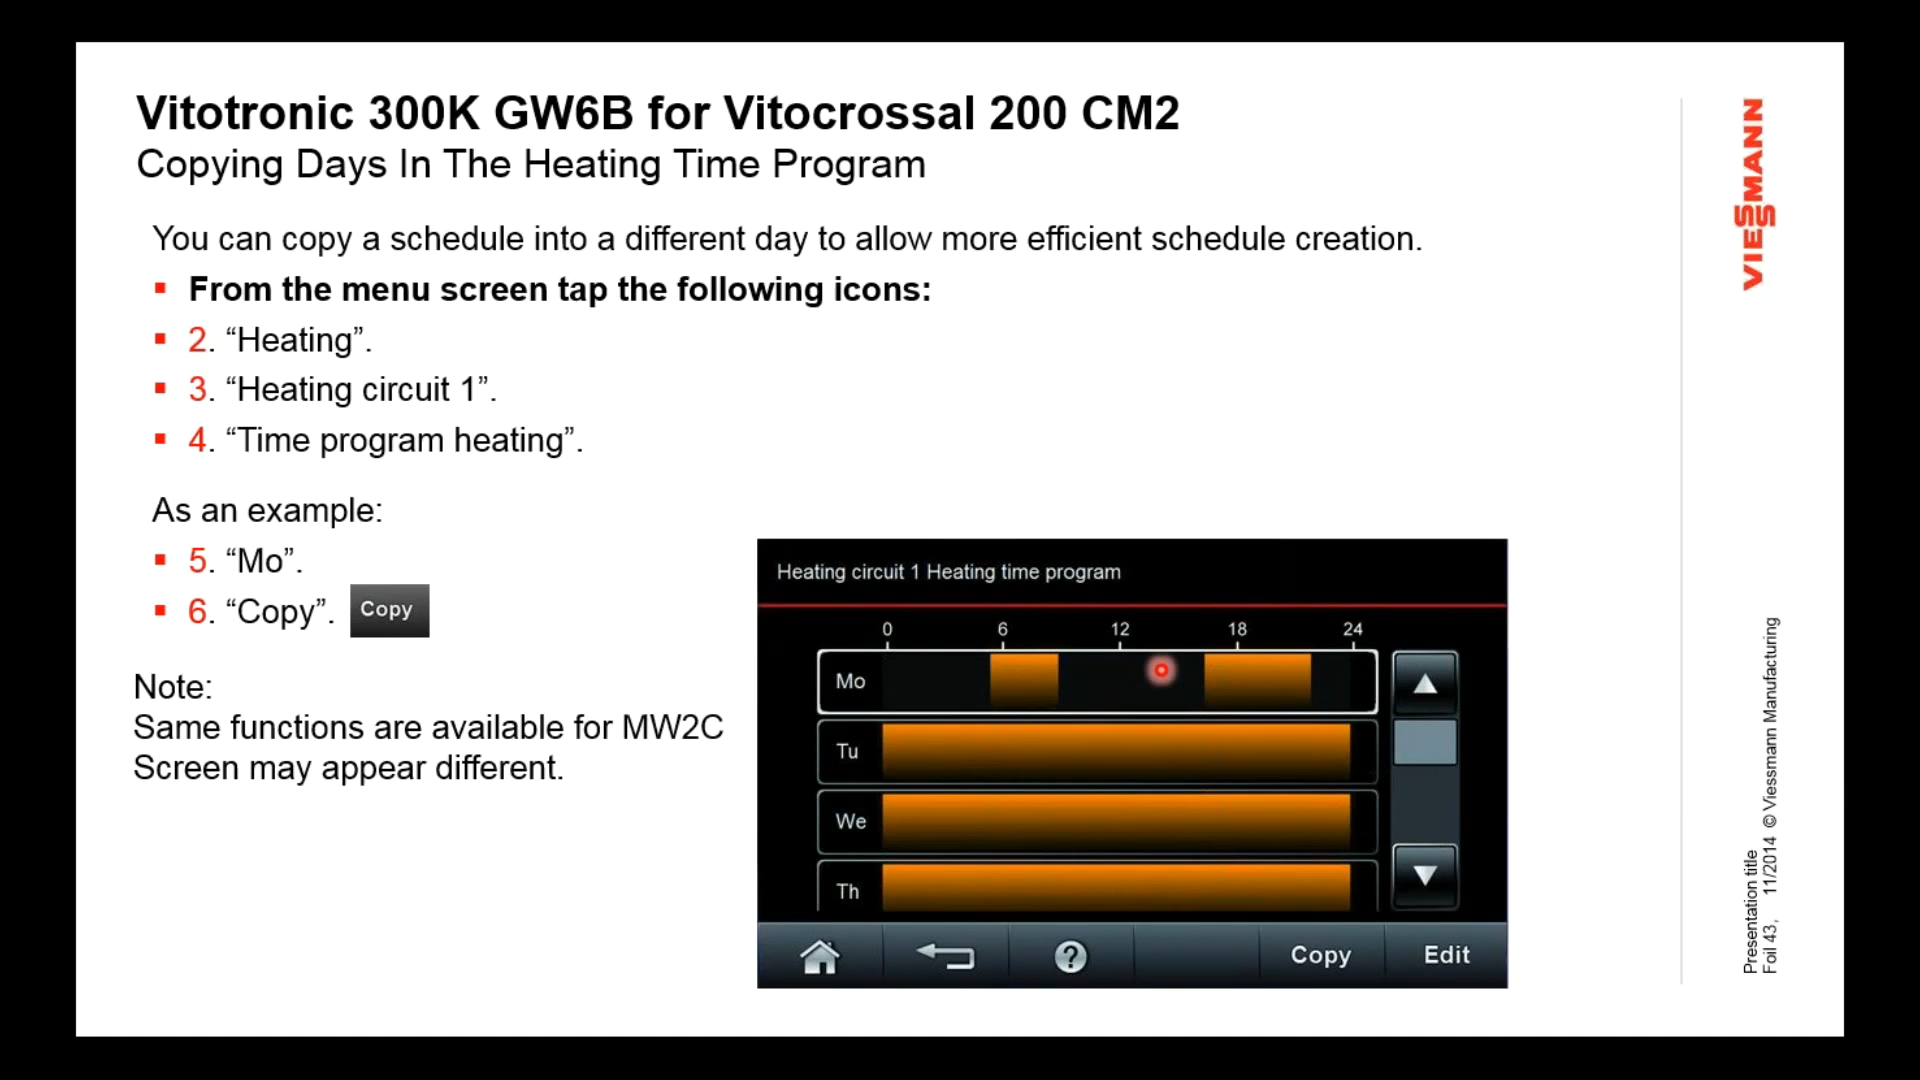 Vitotronic 300K GW6B for Vitocrossal 200 CM2
Copying Days In The Heating Time Program
You can copy a schedule into a different day to allow more efficient schedule creation.
From the menu screen tap the following icons:
2. “Heating”.
3. “Heating circuit 1”.
4. “Time program heating”.
As an example:
5. “Mo”.
6. “Copy”. Copy
Note:
Same functions are available for MW2C
Screen may appear different.
Heating circuit 1 Heating time program
0 6 12 18 24
Mo
Tu
We
Th
?
Copy Edit
VIESSMANN
Presentation title
Foil 43, 11/2014 © Viessmann Manufacturing